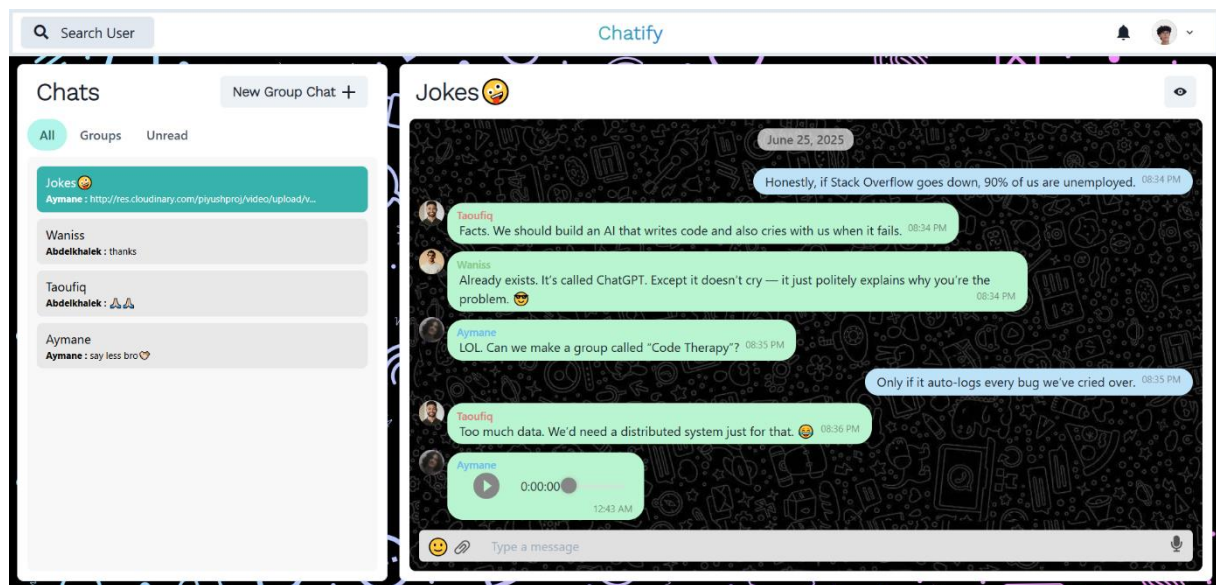 Search User
Chatify
Chats
New Group Chat +
All
Groups
Unread
Jokes🤪
Aymane : http://res.cloudinary.com/piyushproj/video/upload/v...
Waniss
Abdelkhalek : thanks
Taoufiq
Abdelkhalek : 🙏🙏
Aymane
Aymane : say less bro🤝
Jokes🤪
June 25, 2025
Honestly, if Stack Overflow goes down, 90% of us are unemployed. 08:34 PM
Taoufiq
Facts. We should build an AI that writes code and also cries with us when it fails. 08:34 PM
Waniss
Already exists. It’s called ChatGPT. Except it doesn’t cry — it just politely explains why you’re the
problem. 😎 08:34 PM
Aymane
LOL. Can we make a group called “Code Therapy”? 08:35 PM
Only if it auto-logs every bug we’ve cried over. 08:35 PM
Taoufiq
Too much data. We’d need a distributed system just for that. 😂 08:36 PM
Aymane
0:00:00
12:43 AM
Type a message